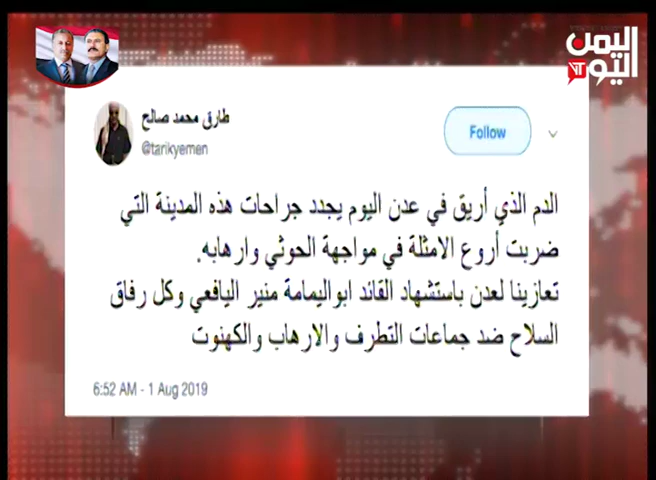 اليمن
اليوم
YT
طارق محمد صالح
@tarikyemen
Follow
الدم الذي أريق في عدن اليوم يجدد جراحات هذه المدينة التي
ضربت أروع الامثلة في مواجهة الحوثي وارهابه.
تعازينا لعدن باستشهاد القائد ابواليمامة منير اليافعي وكل رفاق
السلاح ضد جماعات التطرف والارهاب والكهنوت
6:52 AM - 1 Aug 2019